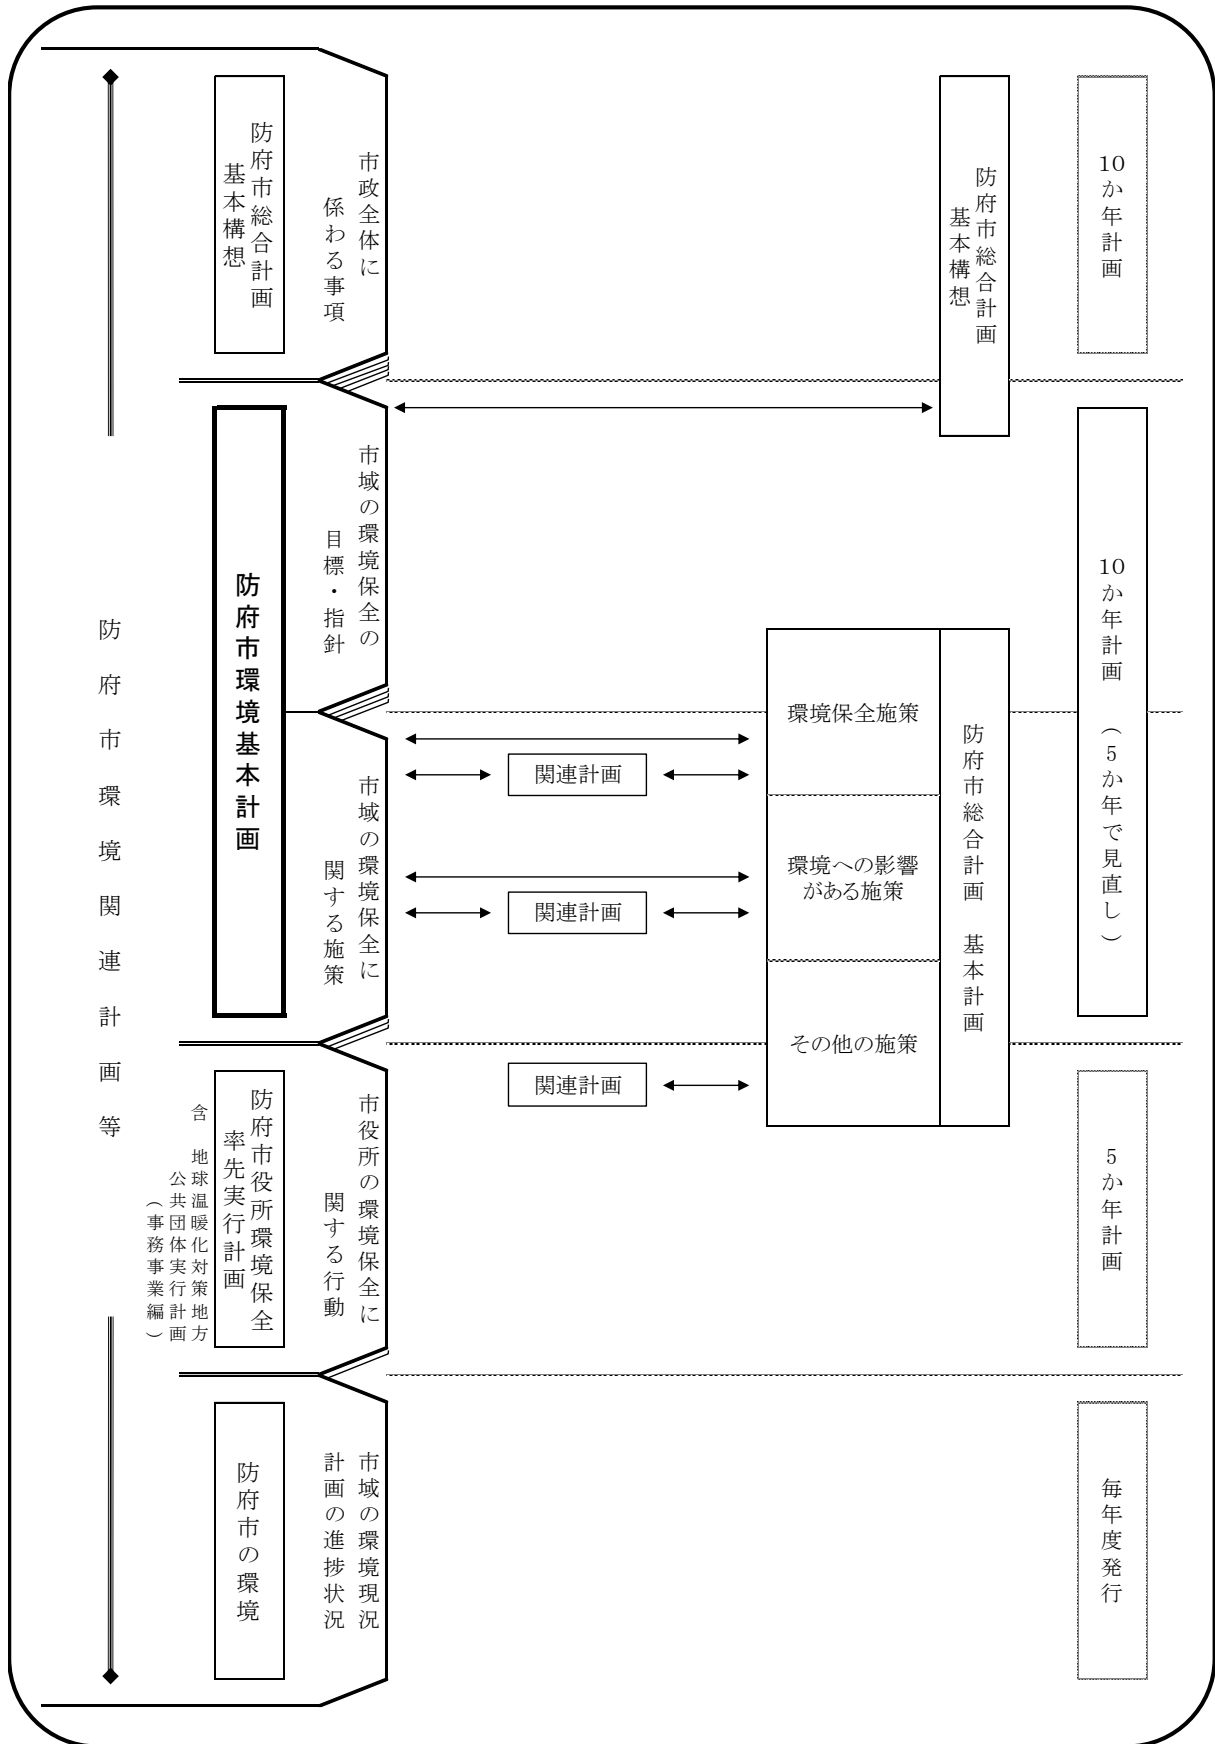 防府市環境関連計画等
防府市総合計画
基本構想
市政全体に
係わる事項
防府市総合計画
基本構想
10か年計画
防府市環境基本計画
市域の環境保全の
目標・指針
市域の環境保全に
関する施策
関連計画
関連計画
関連計画
環境保全施策
環境への影響
がある施策
その他の施策
防府市総合計画 基本計画
10か年計画 （5か年で見直し）
防府市役所環境保全
率先実行計画
含 地球温暖化対策地方
公共団体実行計画
（事務事業編）
市役所の環境保全に
関する行動
5か年計画
防府市の環境
市域の環境現況
計画の進捗状況
毎年度発行